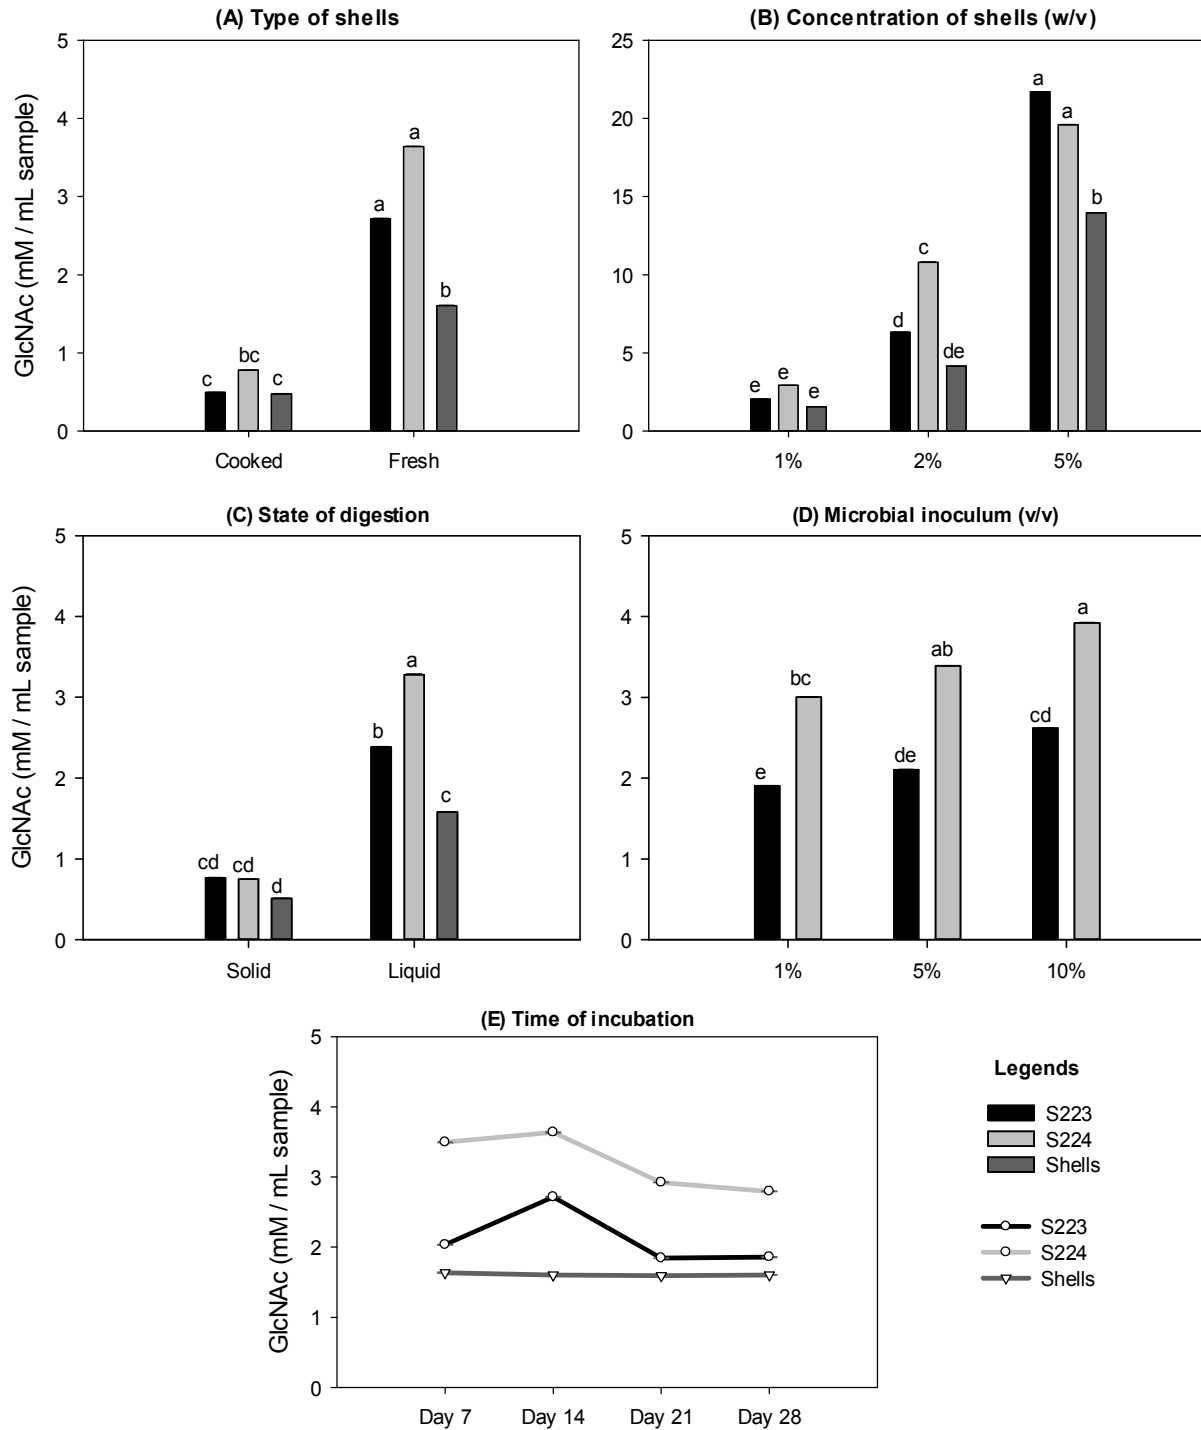 (A) Type of shells
(B) Concentration of shells (w/v)
GlcNAc (mM / mL sample)
5
4
3
2
1
0
c
bc
c
a
a
b
Cooked
Fresh
25
20
15
10
5
0
e
e
e
d
c
de
a
a
b
1%
2%
5%
(C) State of digestion
(D) Microbial inoculum (v/v)
GlcNAc (mM / mL sample)
5
4
3
2
1
0
cd
cd
d
b
a
c
Solid
Liquid
5
4
3
2
1
0
e
bc
de
ab
cd
a
1%
5%
10%
(E) Time of incubation
GlcNAc (mM / mL sample)
5
4
3
2
1
0
Day 7
Day 14
Day 21
Day 28
Legends
S223
S224
Shells
S223
S224
Shells